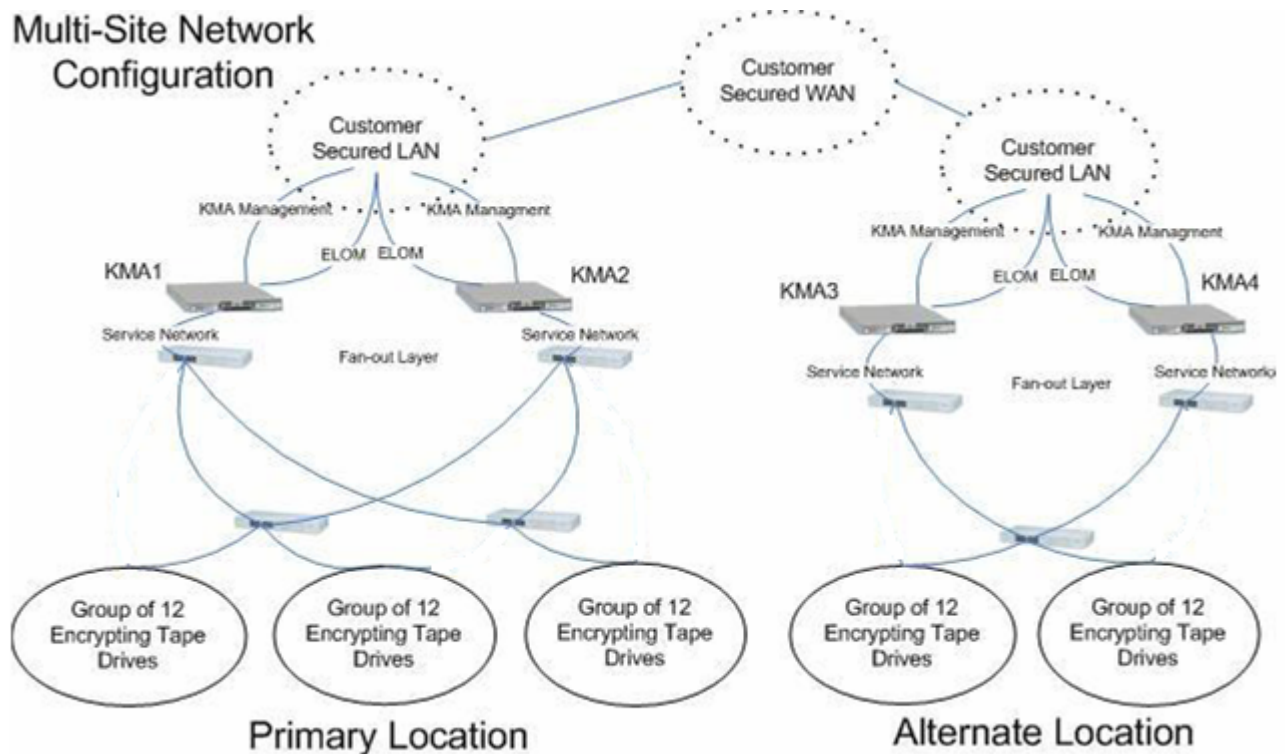 Multi-Site Network
Configuration
Customer
Secured WAN
Customer
Secured LAN
Customer
Secured LAN
KMA Management
KMA Managment
KMA Management
KMA Managment
ELOM
ELOM
ELOM
ELOM
KMA1
KMA2
KMA3
KMA4
Service Network
Service Network
Fan-out Layer
Service Network
Service Network
Fan-out Layer
Group of 12
Encrypting Tape
Drives
Group of 12
Encrypting Tape
Drives
Group of 12
Encrypting Tape
Drives
Group of 12
Encrypting Tape
Drives
Group of 12
Encrypting Tape
Drives
Primary Location
Alternate Location